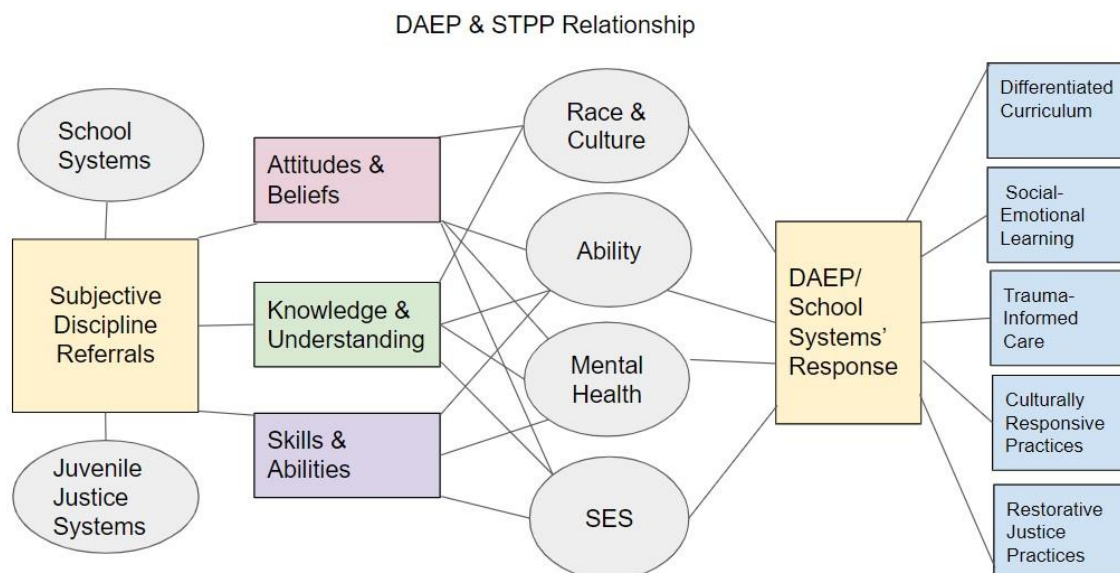 DAEP & STPP Relationship
School
Systems
Subjective
Discipline
Referrals
Juvenile
Justice
Systems
Attitudes &
Beliefs
Knowledge &
Understanding
Skills &
Abilities
Race &
Culture
Ability
Mental
Health
SES
DAEP/
School
Systems’
Response
Differentiated
Curriculum
Social-
Emotional
Learning
Trauma-
Informed
Care
Culturally
Responsive
Practices
Restorative
Justice
Practices